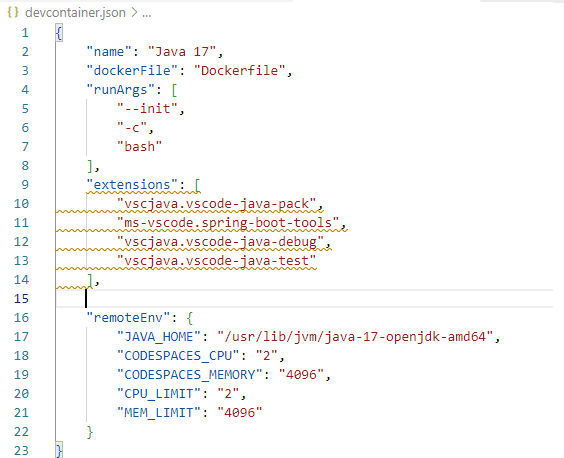 {} devcontainer.json > ...
1 {
2 "name": "Java 17",
3 "dockerFile": "Dockerfile",
4 "runArgs": [
5 "--init",
6 "-c",
7 "bash"
8 ],
9 "extensions": [
10 "vscjava.vscode-java-pack",
11 "ms-vscode.spring-boot-tools",
12 "vscjava.vscode-java-debug",
13 "vscjava.vscode-java-test"
14 ],
15
16 "remoteEnv": {
17 "JAVA_HOME": "/usr/lib/jvm/java-17-openjdk-amd64",
18 "CODESPACES_CPU": "2",
19 "CODESPACES_MEMORY": "4096",
20 "CPU_LIMIT": "2",
21 "MEM_LIMIT": "4096"
22 }
23 }